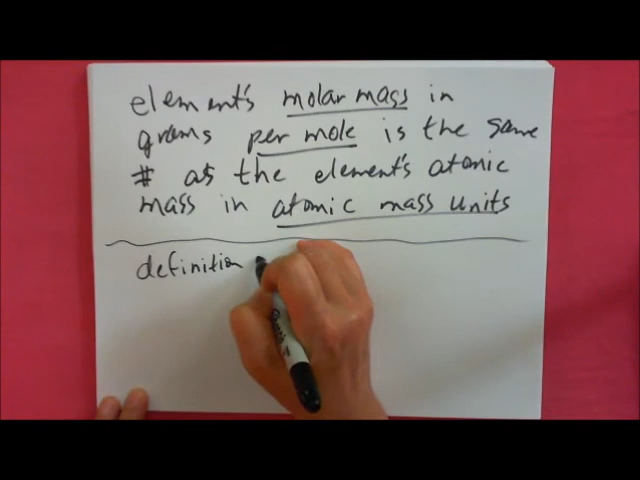 element's molar mass in
grams per mole is the same
# as the element's atomic
mass in atomic mass units
definition